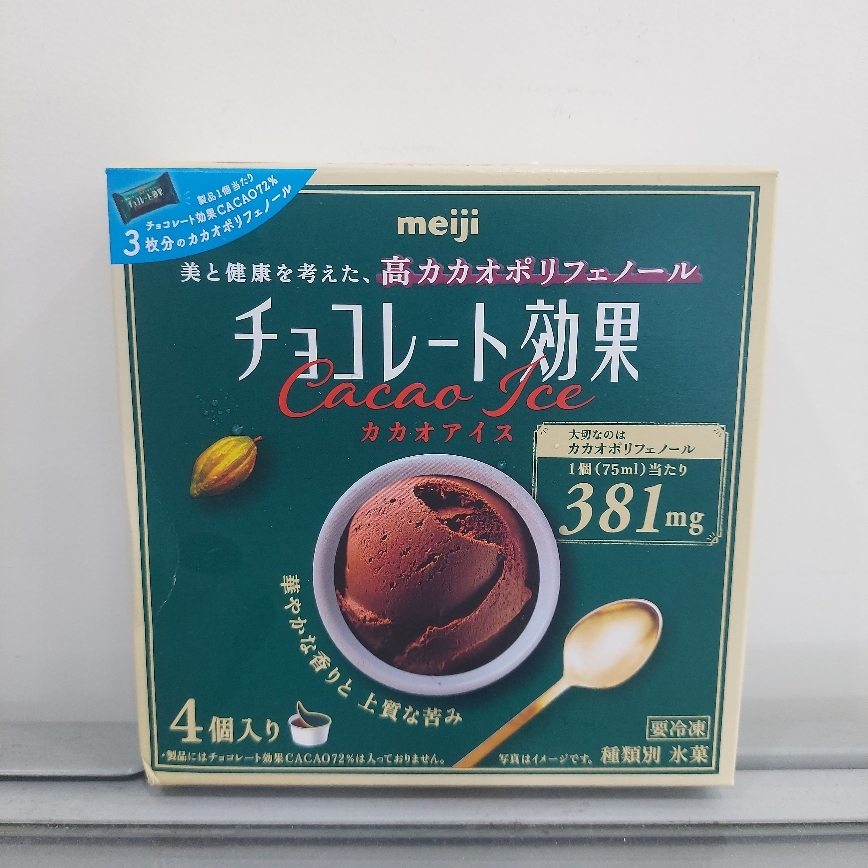 チョコレート効果
製品1個当たり
チョコレート効果CACAO72%
3枚分のカカオポリフェノール
meiji
美と健康を考えた、高カカオポリフェノール
チョコレート効果
Cacao Ice
カカオアイス
大切なのは
カカオポリフェノール
1個(75ml)当たり
381mg
華やかな香りと 上質な苦み
4個入り
・製品にはチョコレート効果CACAO72%は入っておりません。
写真はイメージです。
要冷凍
種類別 氷菓